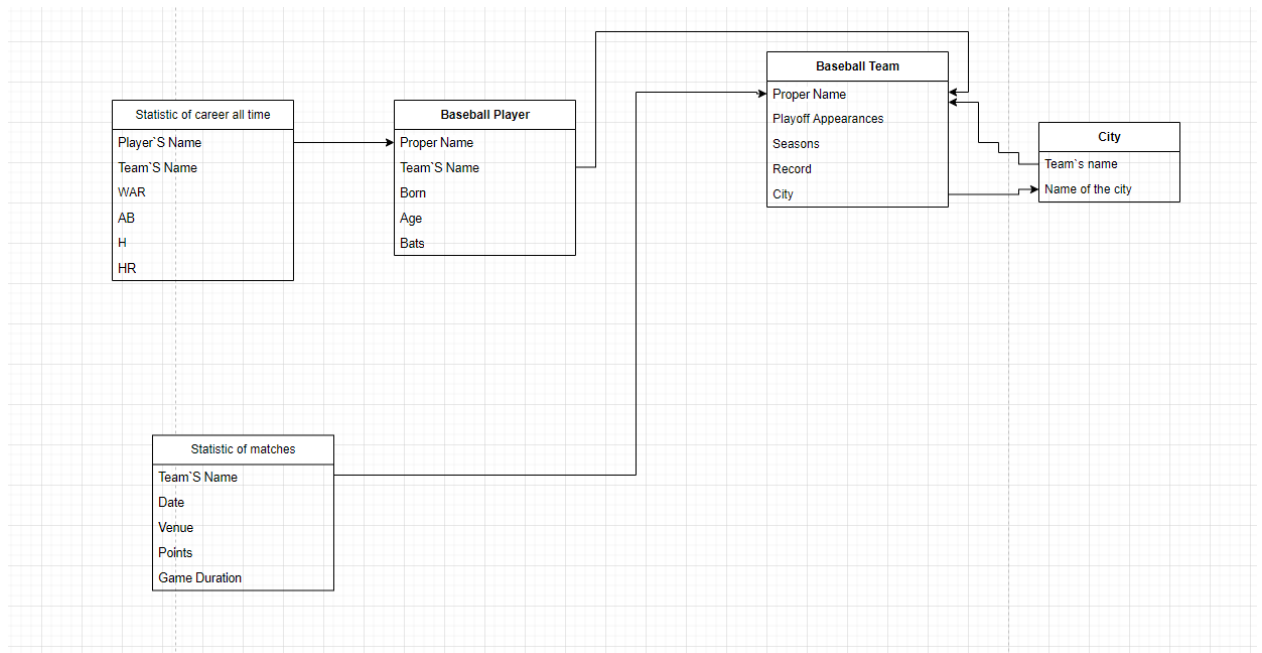 Baseball Team
Proper Name
Playoff Appearances
Seasons
Record
City
Statistic of career all time
Player`S Name
Team`S Name
WAR
AB
H
HR
Baseball Player
Proper Name
Team`S Name
Born
Age
Bats
City
Team`s name
Name of the city
Statistic of matches
Team`S Name
Date
Venue
Points
Game Duration